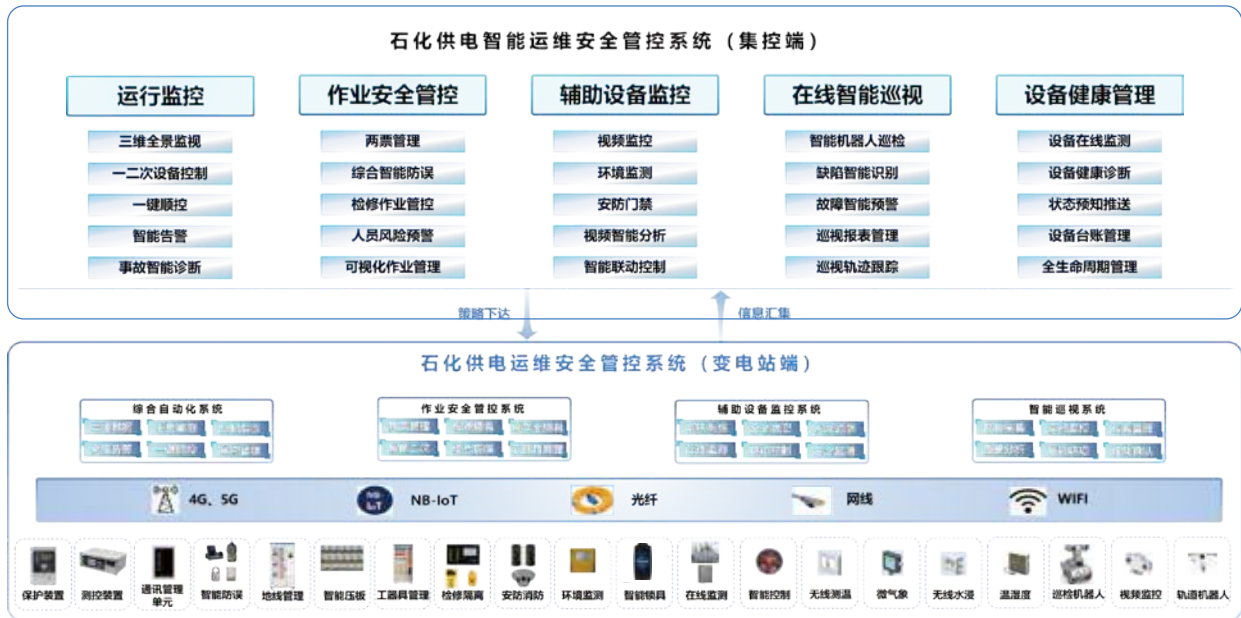 石化供电智能运维安全管控系统（集控端）
运行监控 作业安全管控 辅助设备监控 在线智能巡视 设备健康管理
三维全景监视 两票管理 视频监控 智能机器人巡检 设备在线监测
一二次设备控制 综合智能防误 环境监测 缺陷智能识别 设备健康诊断
一键顺控 检修作业管控 安防门禁 故障智能预警 状态预知推送
智能告警 人员风险预警 视频智能分析 巡视报表管理 设备台账管理
事故智能诊断 可视化作业管理 智能联动控制 巡视轨迹跟踪 全生命周期管理
策略下达 信息汇集
石化供电运维安全管控系统（变电站端）
综合自动化系统 作业安全管控系统 辅助设备监控系统 智能巡视系统
4G、5G NB-IoT NB-IoT 光纤 网线 WIFI
保护装置 测控装置 通讯管理单元 智能防误 地线管理 智能压板 工器具管理 检修隔离 安防消防 环境监测 智能锁具 在线监测 智能控制 无线测温 微气象 无线水浸 温湿度 巡检机器人 视频监控 轨道机器人